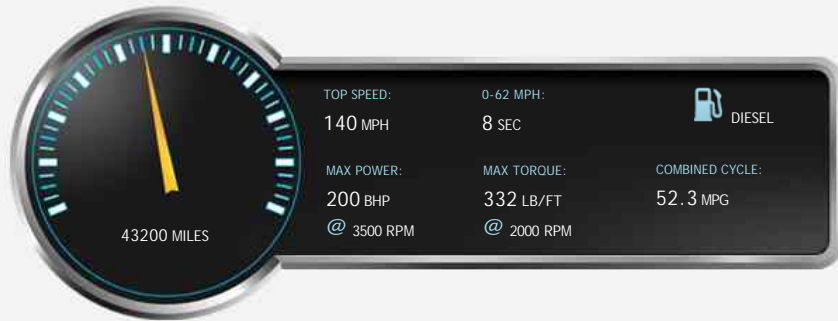 TOP SPEED:
140 MPH
0-62 MPH:
8 SEC
DIESEL
MAX POWER:
200 BHP
@ 3500 RPM
MAX TORQUE:
332 LB/FT
@ 2000 RPM
COMBINED CYCLE:
52.3 MPG
43200 MILES